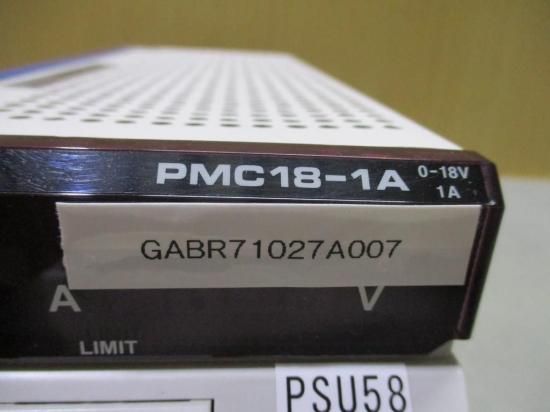 PMC18-1A 0-18V
1A
GABR71027A007
A V
LIMIT
PSU58